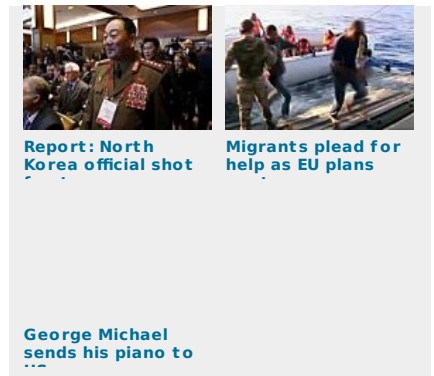 Report: North
Korea official shot
Migrants plead for
help as EU plans
George Michael
sends his piano to